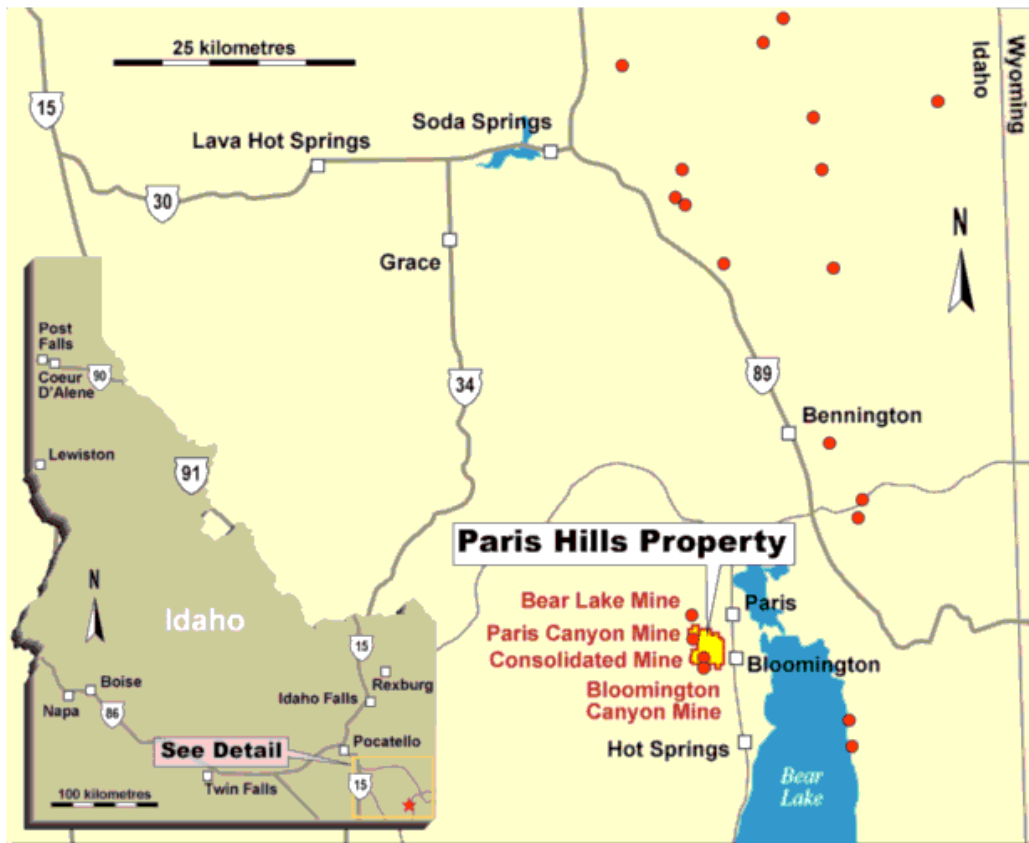 25 kilometres
Idaho
Wyoming
15
Soda Springs
Lava Hot Springs
30
N
Grace
34
89
Bennington
91
Paris Hills Property
Bear Lake Mine
Paris
Paris Canyon Mine
Consolidated Mine
Bloomington
Bloomington
Canyon Mine
Hot Springs
Bear
Lake
Post
Falls
Coeur
D'Alene
90
Lewiston
N
Idaho
15
Rexburg
Idaho Falls
Boise
Napa
86
Pocatello
See Detail
15
Twin Falls
100 kilometres